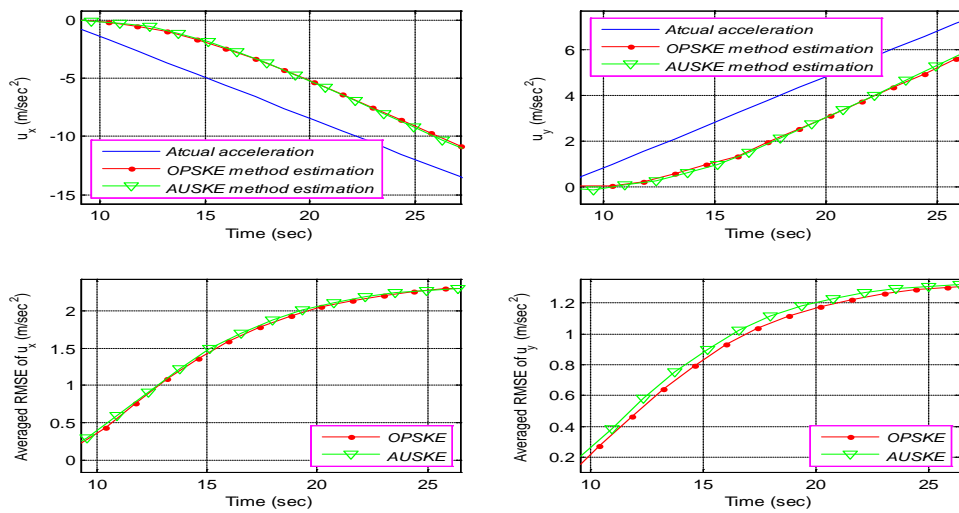 0
-5
-10
-15
10
15
20
25
Time (sec)
u_x (m/sec^2)
Atcual acceleration
OPSKE method estimation
AUSKE method estimation
6
4
2
0
10
15
20
25
Time (sec)
u_y (m/sec^2)
Atcual acceleration
OPSKE method estimation
AUSKE method estimation
2
1.5
1
0.5
0
10
15
20
25
Time (sec)
Averaged RMSE of u_x (m/sec^2)
OPSKE
AUSKE
1.2
1
0.8
0.6
0.4
0.2
10
15
20
25
Time (sec)
Averaged RMSE of u_y (m/sec^2)
OPSKE
AUSKE